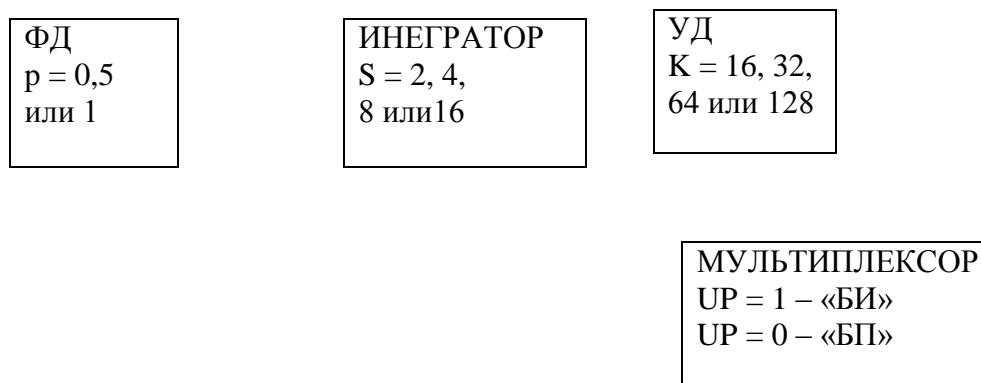 ФД
p = 0,5
или 1
ИНЕГРАТОР
S = 2, 4,
8 или16
УД
K = 16, 32,
64 или 128
МУЛЬТИПЛЕКСОР
UP = 1 – «БИ»
UP = 0 – «БП»